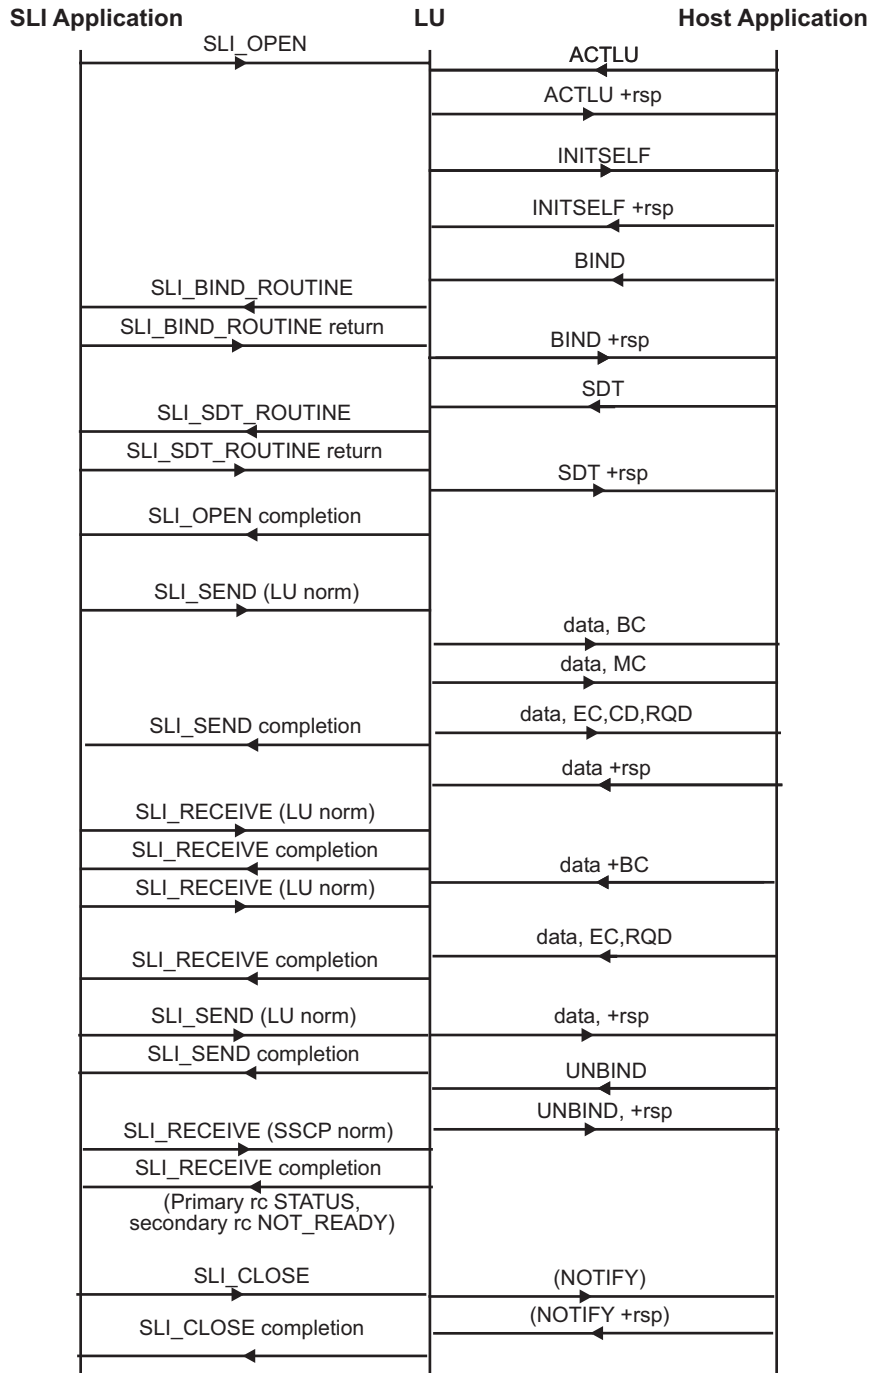 SLI Application LU Host Application
SLI_OPEN
ACTLU
ACTLU +rsp
INITSELF
INITSELF +rsp
BIND
SLI_BIND_ROUTINE
SLI_BIND_ROUTINE return
BIND +rsp
SDT
SLI_SDT_ROUTINE
SLI_SDT_ROUTINE return
SDT +rsp
SLI_OPEN completion
SLI_SEND (LU norm)
data, BC
data, MC
data, EC,CD,RQD
SLI_SEND completion
data +rsp
SLI_RECEIVE (LU norm)
SLI_RECEIVE completion
data +BC
SLI_RECEIVE (LU norm)
data, EC,RQD
SLI_RECEIVE completion
SLI_SEND (LU norm)
data, +rsp
SLI_SEND completion
UNBIND
UNBIND, +rsp
SLI_RECEIVE (SSCP norm)
SLI_RECEIVE completion
(Primary rc STATUS,
secondary rc NOT_READY)
SLI_CLOSE
(NOTIFY)
(NOTIFY +rsp)
SLI_CLOSE completion